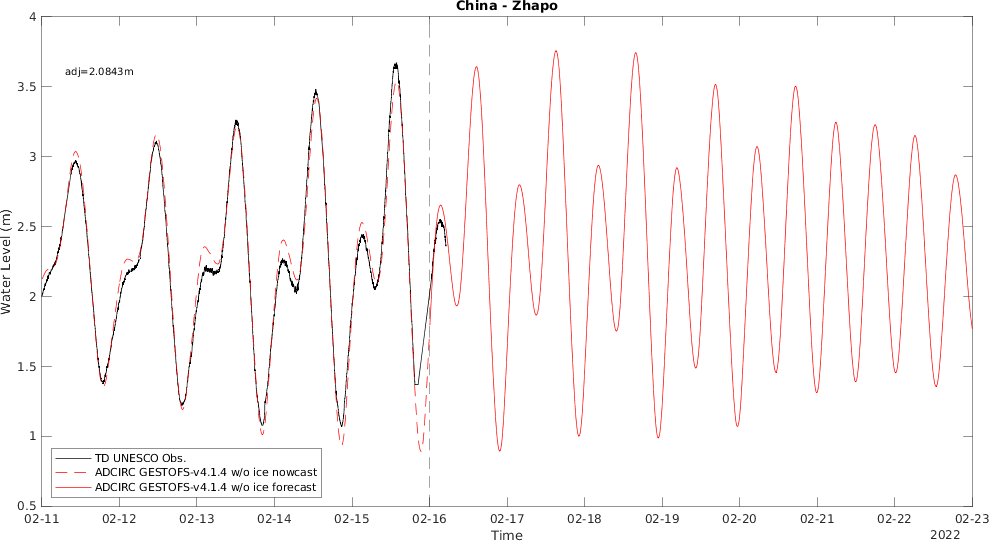 China - Zhapo
adj=2.0843m
Water Level (m)
4
3.5
3
2.5
2
1.5
1
0.5
TD UNESCO Obs.
ADCIRC GESTOFS-v4.1.4 w/o ice nowcast
ADCIRC GESTOFS-v4.1.4 w/o ice forecast
02-11 02-12 02-13 02-14 02-15 02-16 02-17 02-18 02-19 02-20 02-21 02-22 02-23
Time
2022